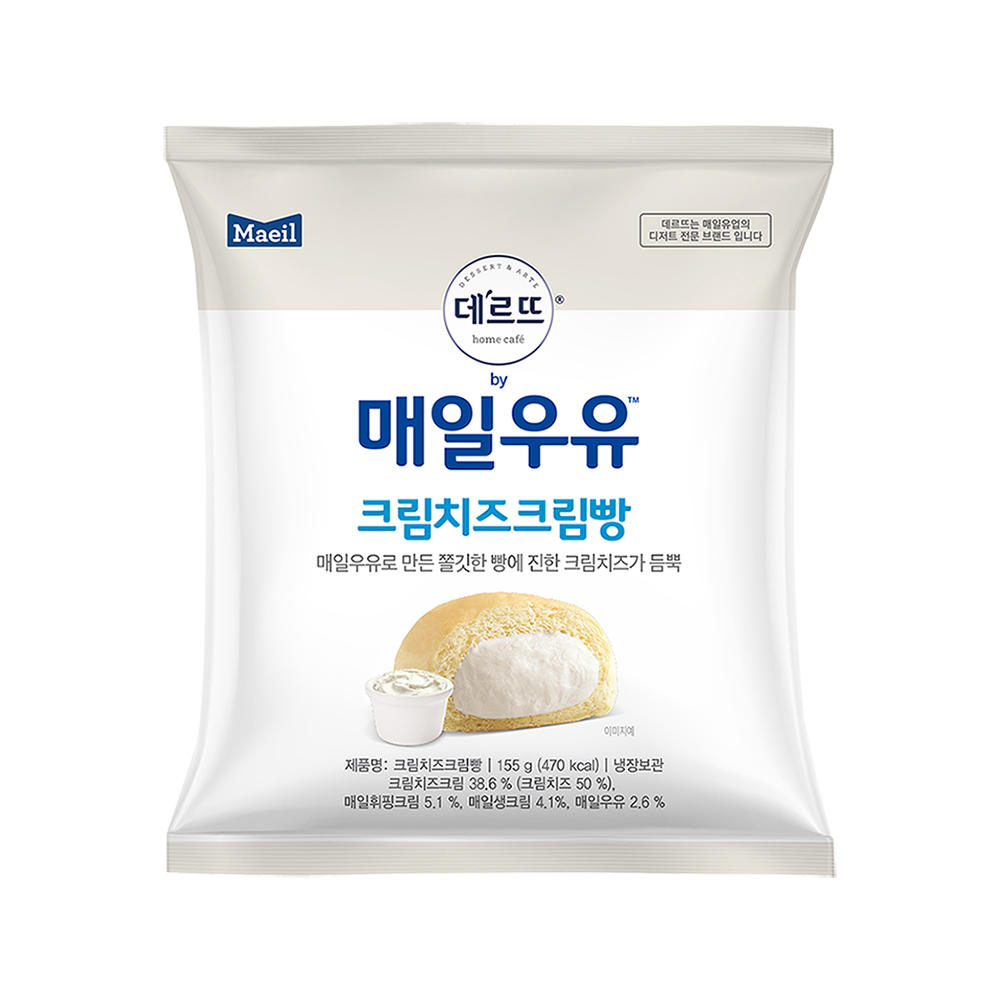 Maeil
데르뜨는 매일유업의
디저트 전문 브랜드 입니다
DESSERT & ARTE
데르뜨®
home café
by
매일우유™
크림치즈크림빵
매일우유로 만든 쫄깃한 빵에 진한 크림치즈가 듬뿍
이미지예
제품명: 크림치즈크림빵 | 155 g (470 kcal) | 냉장보관
크림치즈크림 38.6 % (크림치즈 50 %),
매일휘핑크림 5.1 %, 매일생크림 4.1%, 매일우유 2.6 %